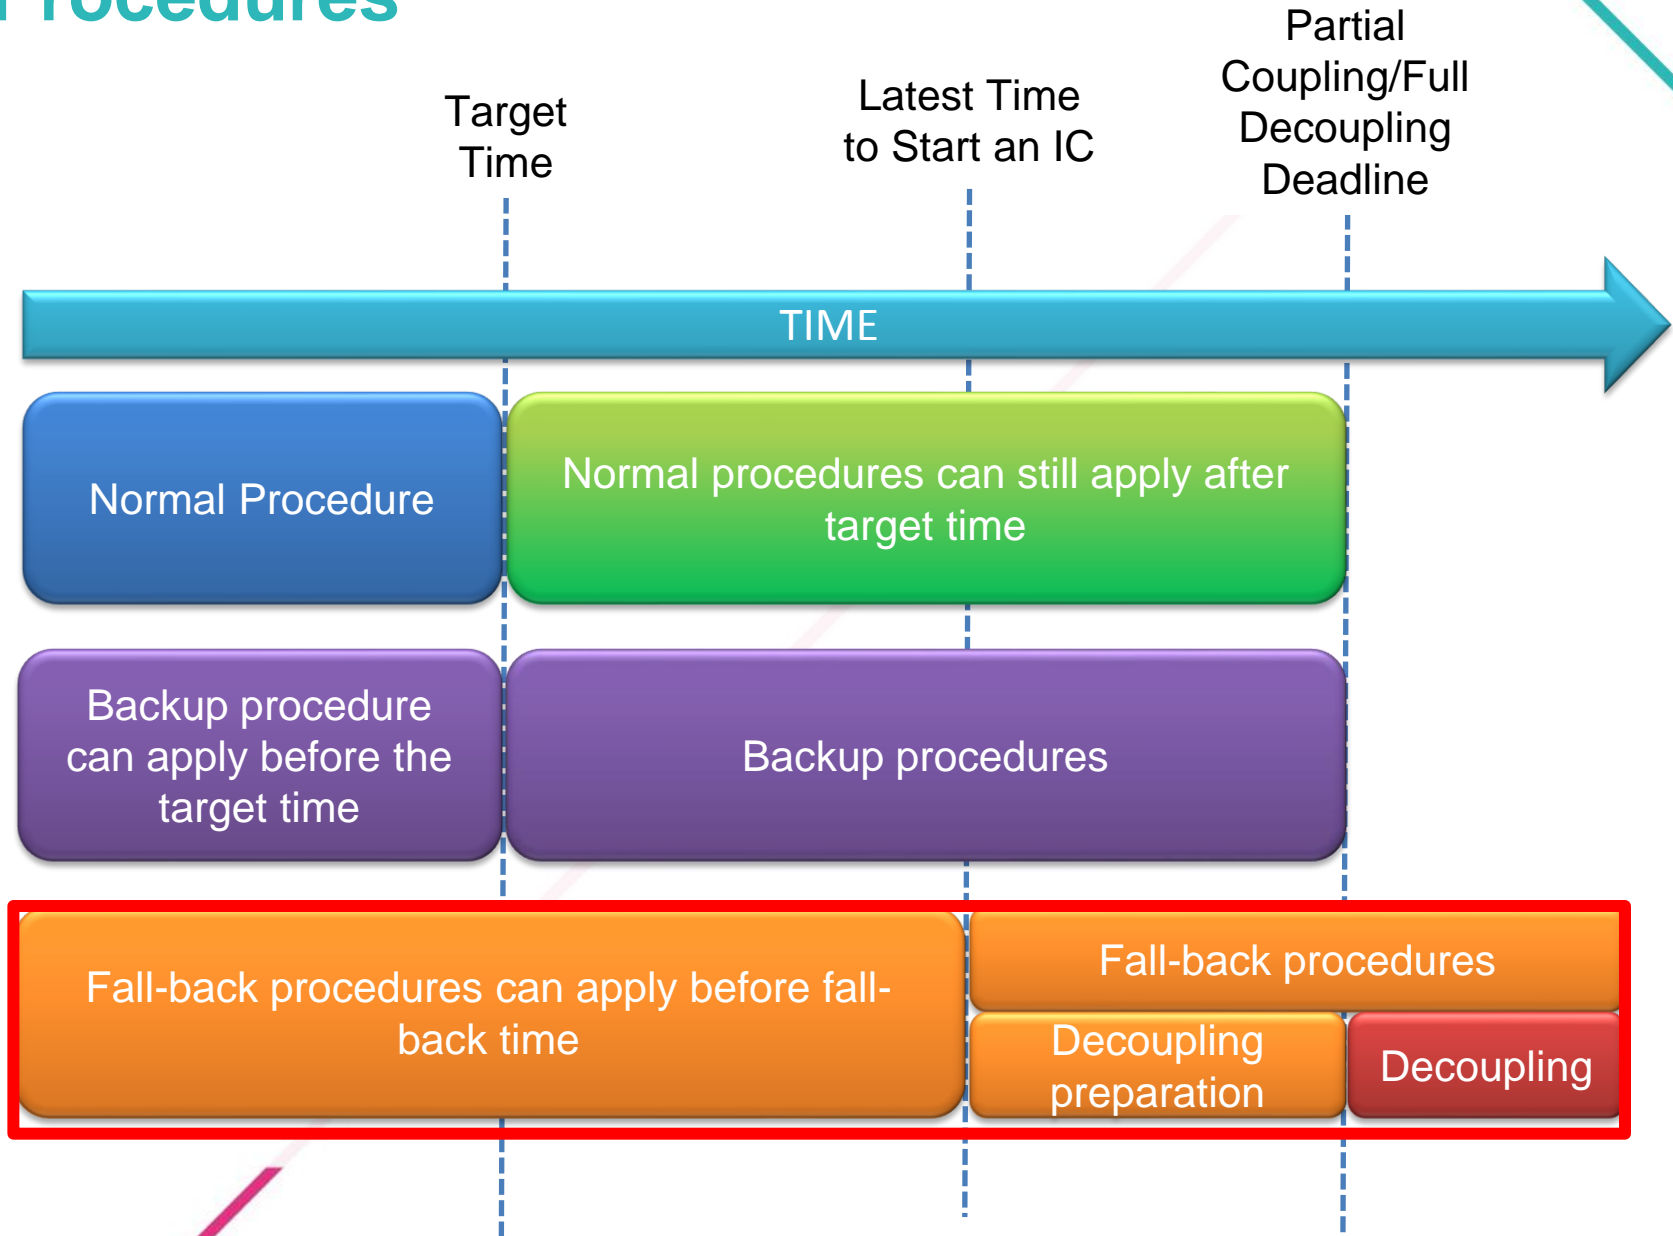 Procedures
Target
Time
Latest Time
to Start an IC
Partial
Coupling/Full
Decoupling
Deadline
TIME
Normal Procedure
Normal procedures can still apply after
target time
Backup procedure
can apply before the
target time
Backup procedures
Fall-back procedures can apply before fall-
back time
Fall-back procedures
Decoupling
preparation
Decoupling